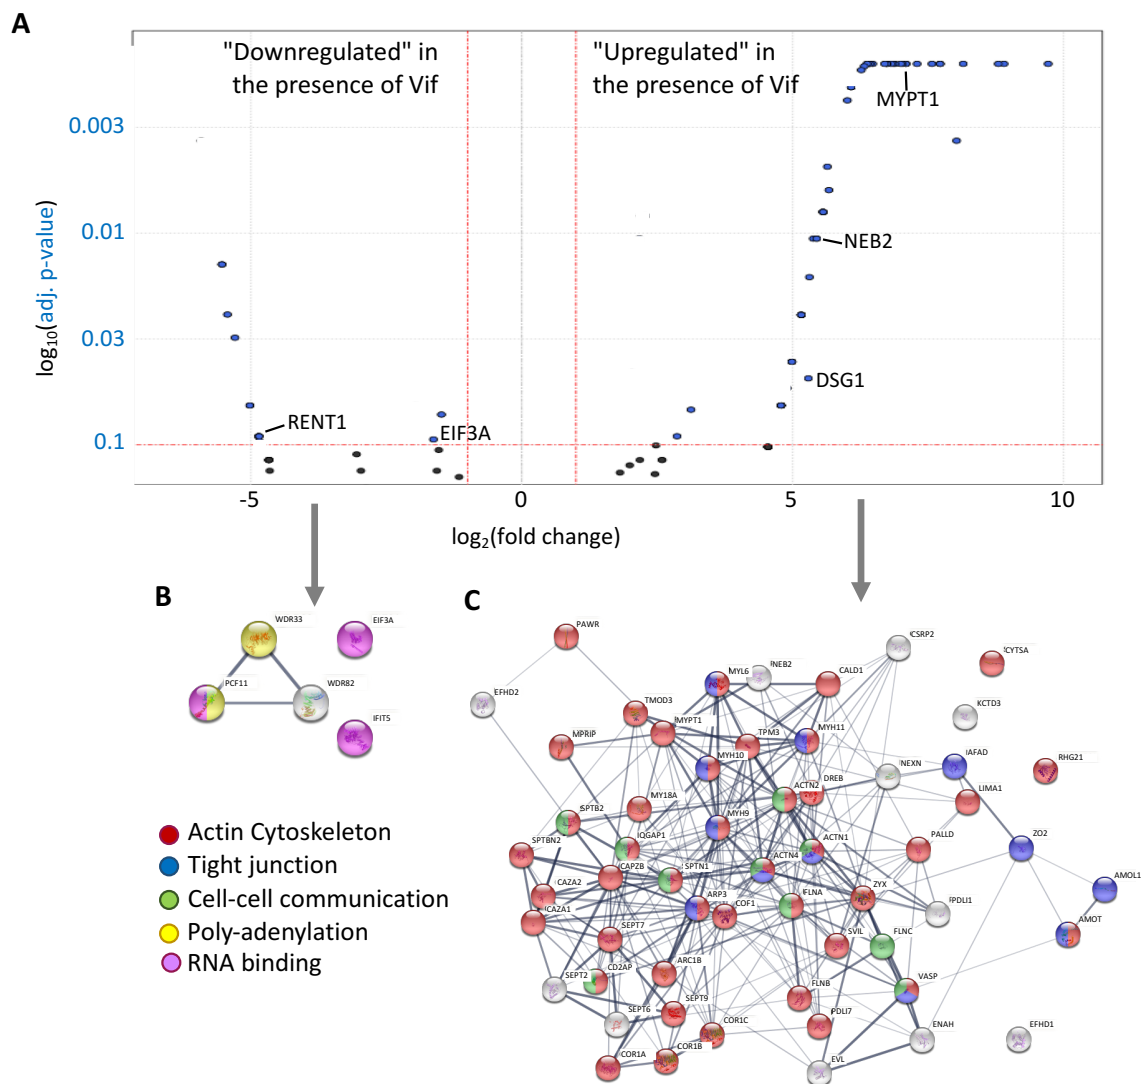 A
"Downregulated" in
the presence of Vif
"Upregulated" in
the presence of Vif
MYPT1
0.003
0.01
NEB2
0.03
DSG1
RENT1
EIF3A
0.1
log10(adj. p-value)
-5
0
5
10
log2(fold change)
B
WDR33
EIF3A
PCF11
WDR82
IFIT5
Actin Cytoskeleton
Tight junction
Cell-cell communication
Poly-adenylation
RNA binding
C
PAWR
CSRP2
CYTSA
MYL6
NEB2
CALD1
EFHD2
KCTD3
TMOD3
MYPT1
TPM3
MYH11
MPRIP
MYH10
NEXN
AFAD
RHG21
ACTN2
DREB
LIMA1
MY18A
SPTB2
MYH9
IQGAP1
ACTN1
PALLD
ZO2
SPTBN2
CAPZB
SPTN1
ACTN4
AMOL1
CAZA2
ARP3
COF1
FLNA
ZYX
PDLI1
CAZA1
AMOT
SEPT7
SVIL
FLNC
ARC1B
SEPT2
CD2AP
FLNB
VASP
SEPT9
SEPT6
COR1C
PDLI7
ENAH
EFHD1
COR1A
COR1B
EVL